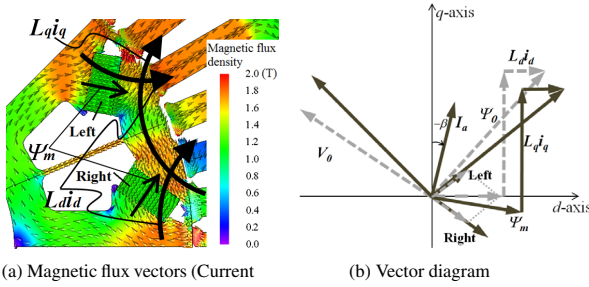 Lqiq
Magnetic flux
density
2.0 (T)
1.8
1.6
1.4
1.2
1.0
0.8
0.6
0.4
0.2
0.0
Left
Ψm
Right
Ldid
(a) Magnetic flux vectors (Current
q-axis
Ldid
−β
Ia
Ψ0
V0
Lqiq
Left
d-axis
Ψm
Right
(b) Vector diagram